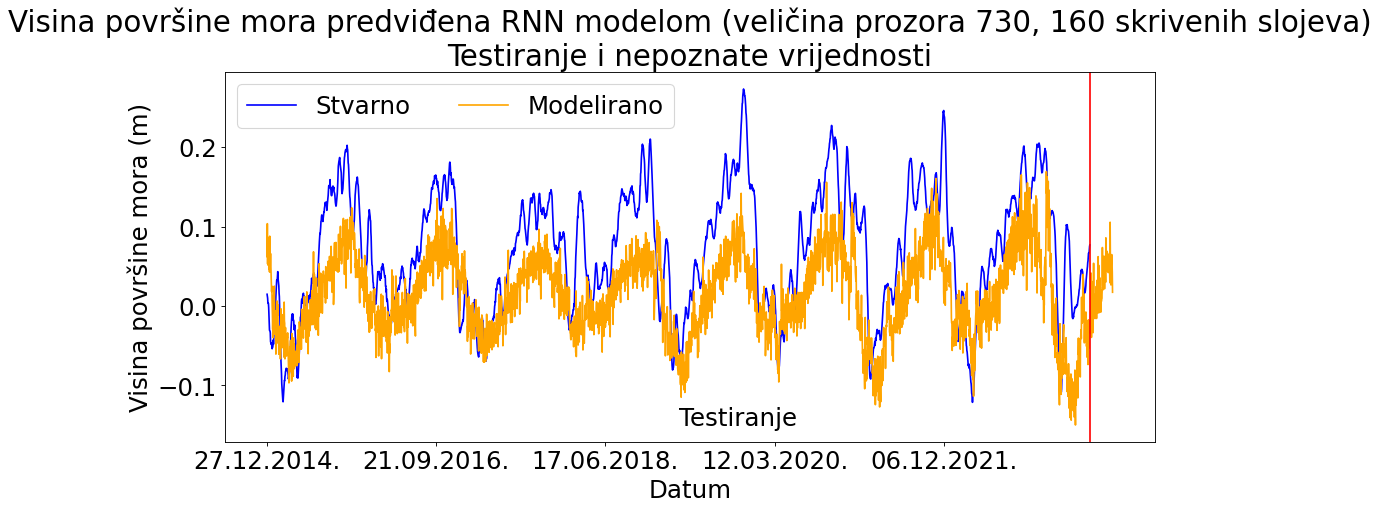 Visina površine mora predviđena RNN modelom (veličina prozora 730, 160 skrivenih slojeva)
Testiranje i nepoznate vrijednosti
Stvarno Modelirano
Visina površine mora (m)
0.2
0.1
0.0
−0.1
Testiranje
27.12.2014. 21.09.2016. 17.06.2018. 12.03.2020. 06.12.2021.
Datum